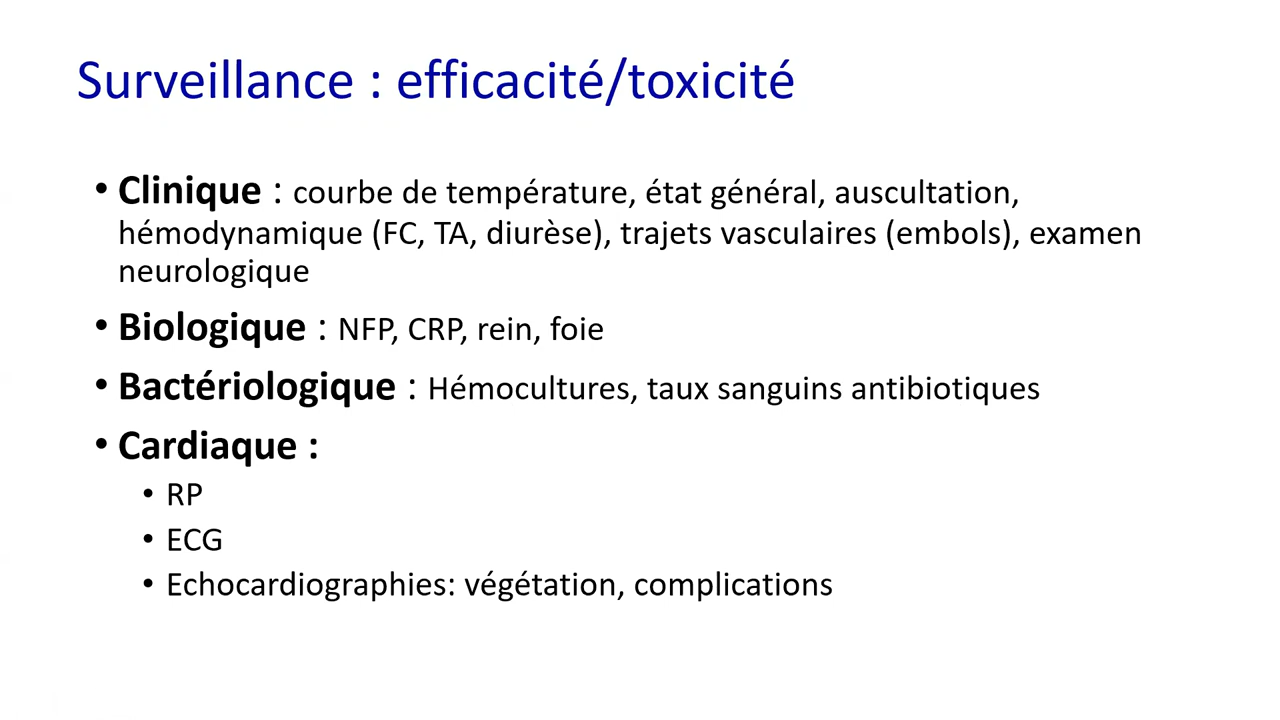 Surveillance : efficacité/toxicité
• Clinique : courbe de température, état général, auscultation,
hémodynamique (FC, TA, diurèse), trajets vasculaires (embols), examen
neurologique
• Biologique : NFP, CRP, rein, foie
• Bactériologique : Hémocultures, taux sanguins antibiotiques
• Cardiaque :
• RP
• ECG
• Echocardiographies: végétation, complications